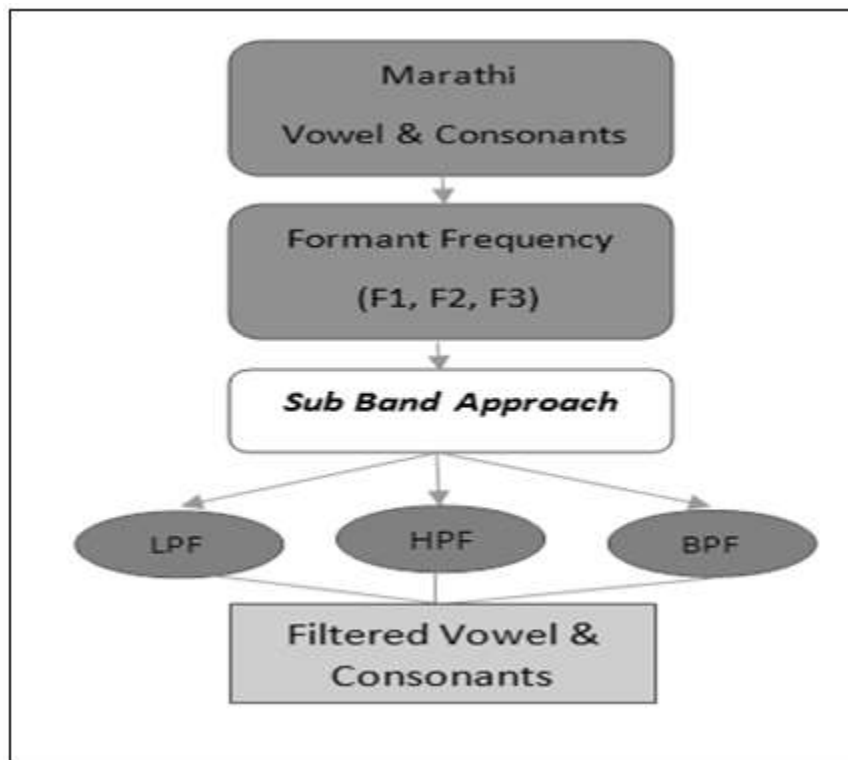 Marathi
Vowel & Consonants
Formant Frequency
(F1, F2, F3)
Sub Band Approach
LPF
HPF
BPF
Filtered Vowel &
Consonants